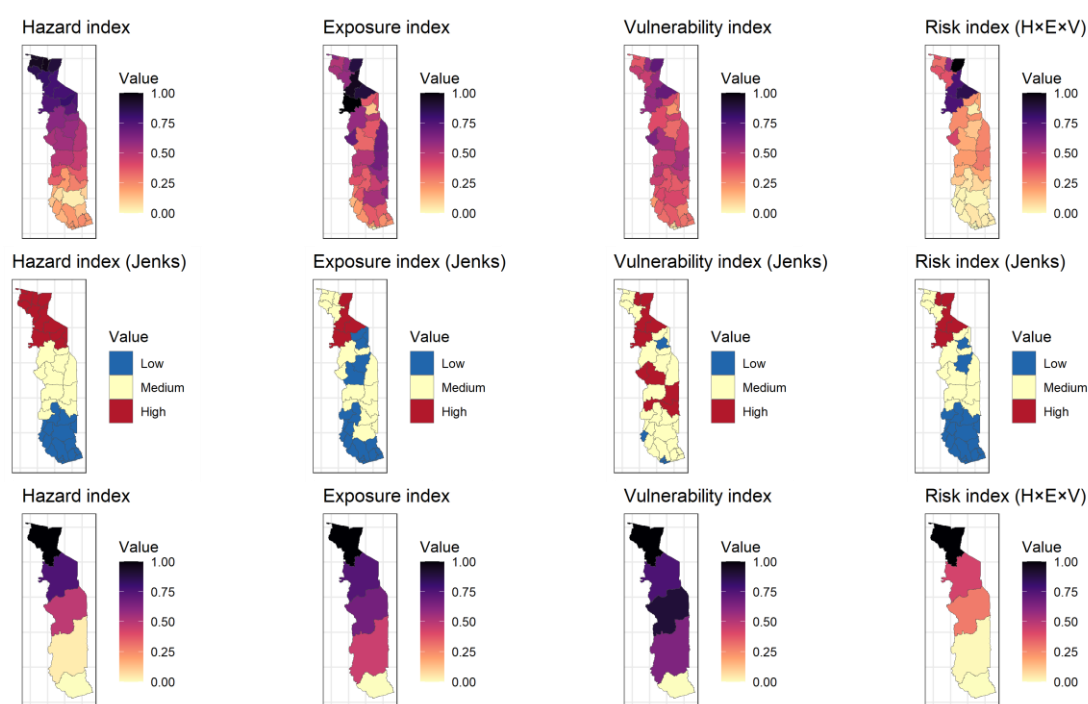 Hazard index
Value
1.00
0.75
0.50
0.25
0.00
Exposure index
Value
1.00
0.75
0.50
0.25
0.00
Vulnerability index
Value
1.00
0.75
0.50
0.25
0.00
Risk index (H×E×V)
Value
1.00
0.75
0.50
0.25
0.00
Hazard index (Jenks)
Value
Low
Medium
High
Exposure index (Jenks)
Value
Low
Medium
High
Vulnerability index (Jenks)
Value
Low
Medium
High
Risk index (Jenks)
Value
Low
Medium
High
Hazard index
Value
1.00
0.75
0.50
0.25
0.00
Exposure index
Value
1.00
0.75
0.50
0.25
0.00
Vulnerability index
Value
1.00
0.75
0.50
0.25
0.00
Risk index (H×E×V)
Value
1.00
0.75
0.50
0.25
0.00